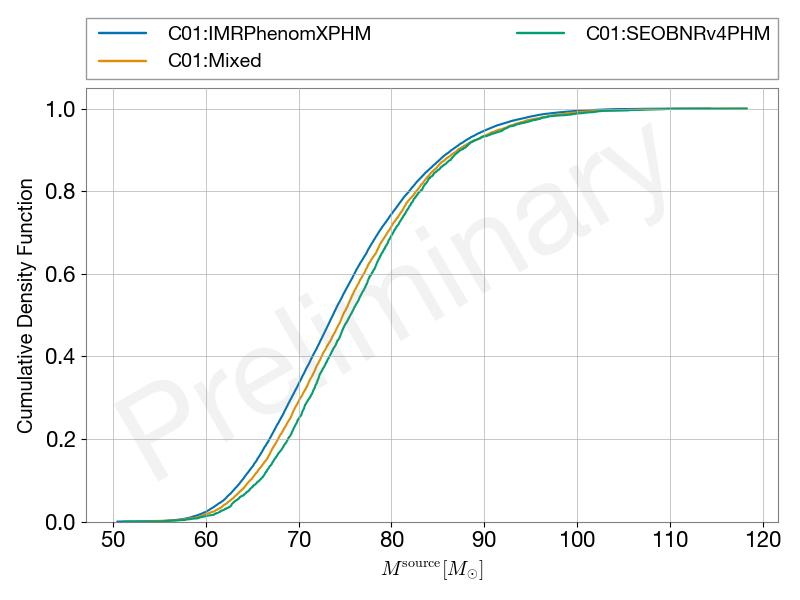 C01:IMRPhenomXPHM C01:SEOBNRv4PHM
C01:Mixed
Cumulative Density Function
1.0
0.8
0.6
0.4
0.2
0.0
Preliminary
50 60 70 80 90 100 110 120
M^source [M_⊙]